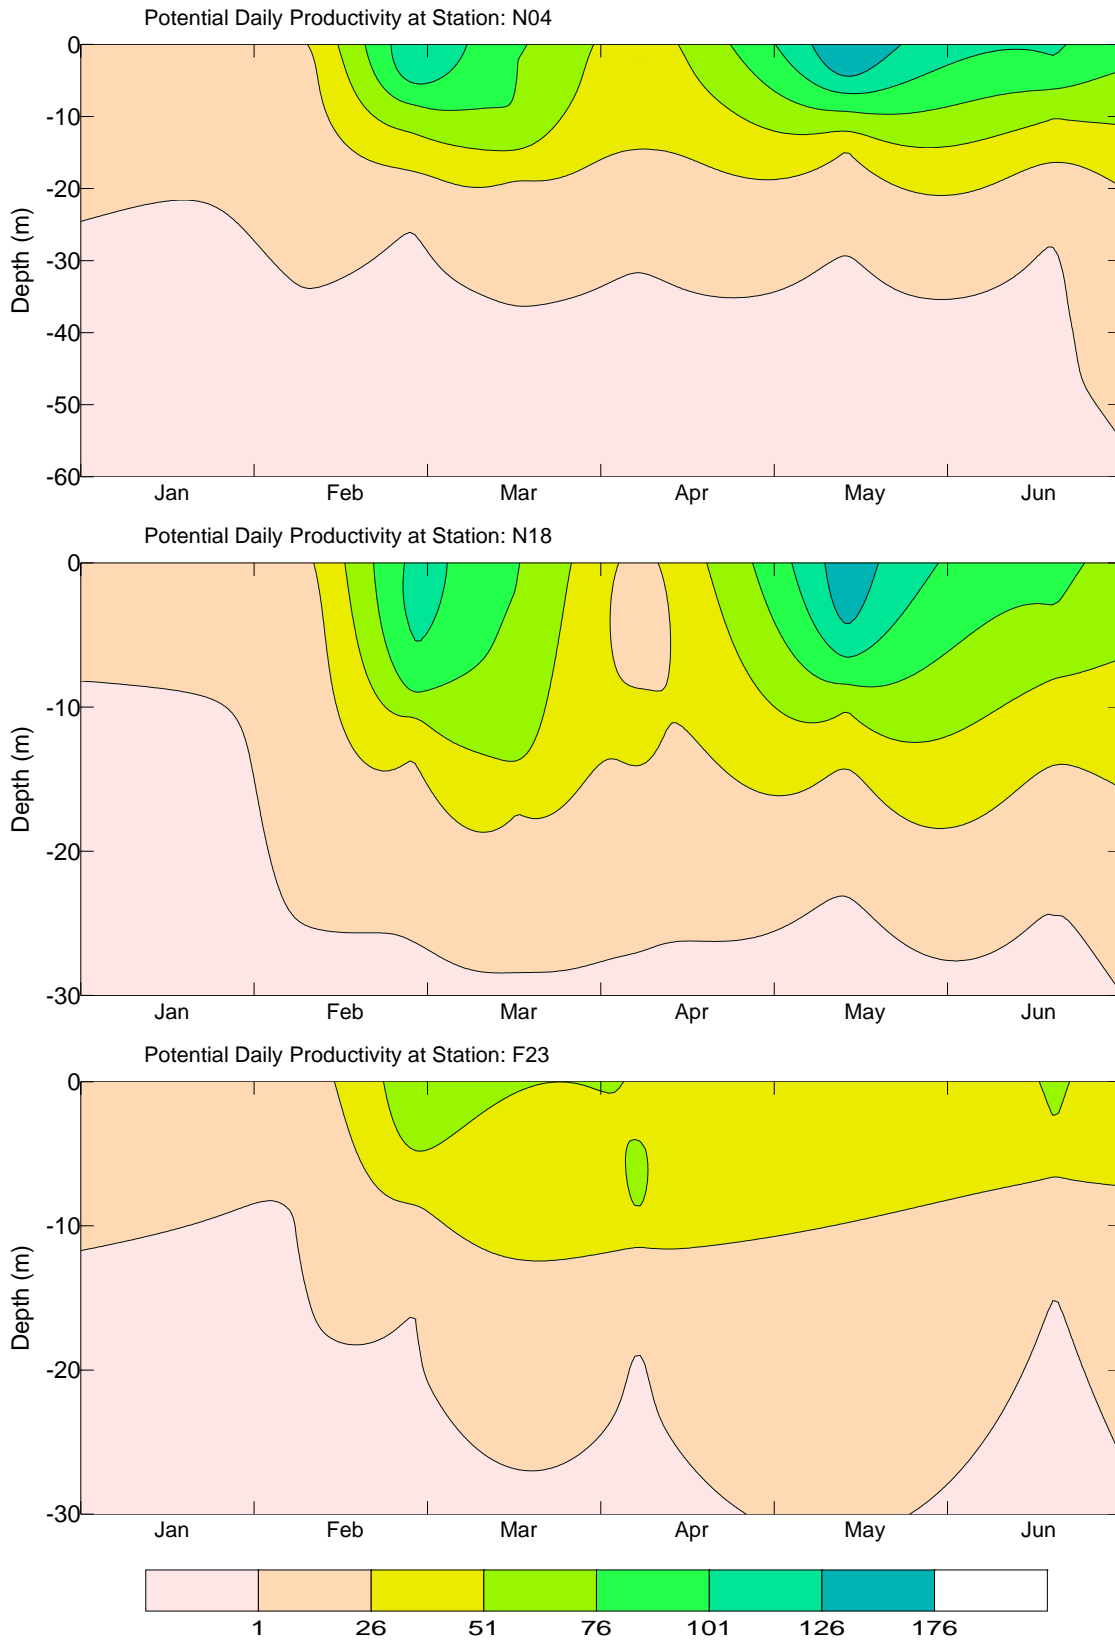 Potential Daily Productivity at Station: N04
0
-10
-20
-30
-40
-50
-60
Depth (m)
Jan Feb Mar Apr May Jun
Potential Daily Productivity at Station: N18
0
-10
-20
-30
Depth (m)
Jan Feb Mar Apr May Jun
Potential Daily Productivity at Station: F23
0
-10
-20
-30
Depth (m)
Jan Feb Mar Apr May Jun
1 26 51 76 101 126 176